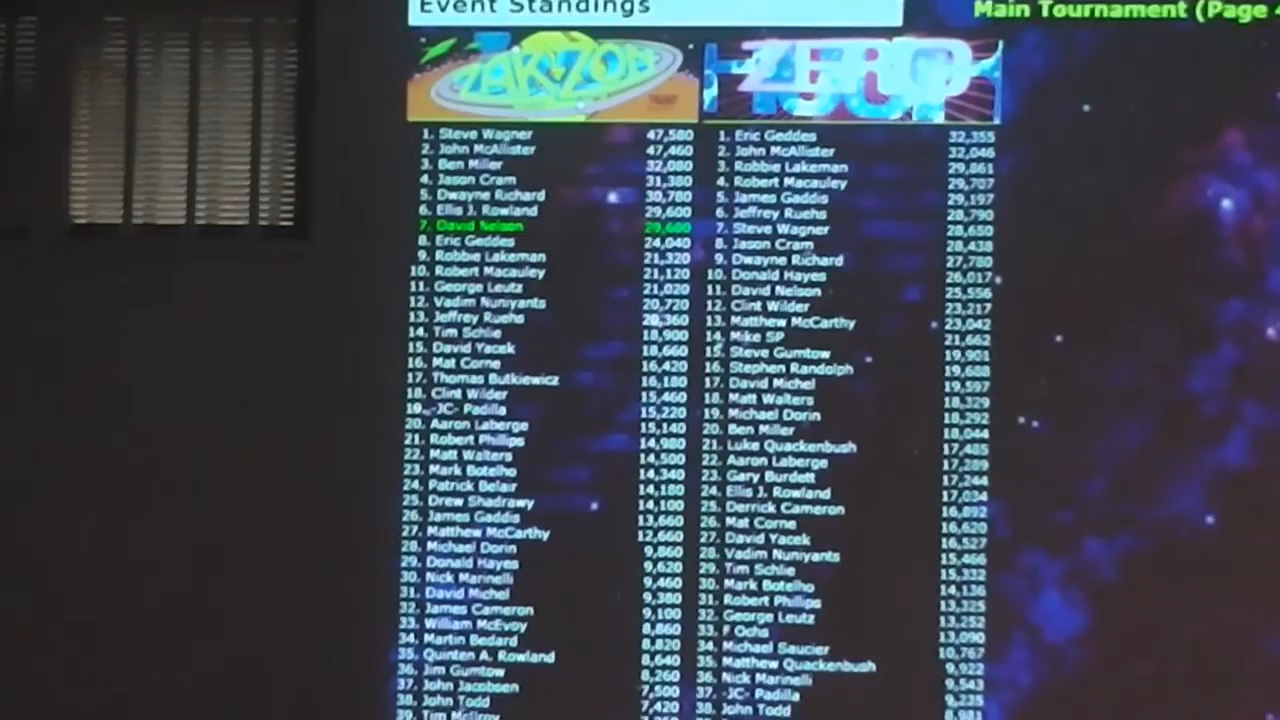 Event Standings
Main Tournament (Page 4
ZAKZON
ZERO HOUR
1. Steve Wagner 47,580
2. John McAllister 47,460
3. Ben Miller 32,080
4. Jason Cram 31,380
5. Dwayne Richard 30,780
6. Ellis J. Rowland 29,600
7. David Nelson
8. Eric Geddes 24,040
9. Robbie Lakeman 21,320
10. Robert Macauley 21,120
11. George Leutz 21,020
12. Vadim Nuniyants 20,720
13. Jeffrey Ruehs 20,360
14. Tim Schlie 18,900
15. David Yacek 18,660
16. Mat Corne 16,420
17. Thomas Butkiewicz 16,180
18. Clint Wilder 15,460
19. -JC- Padilla 15,220
20. Aaron Laberge 15,140
21. Robert Phillips 14,980
22. Matt Walters 14,500
23. Mark Botelho 14,340
24. Patrick Belair 14,180
25. Drew Shadrawy 14,100
26. James Gaddis 13,660
27. Matthew McCarthy 12,660
28. Michael Dorin 9,860
29. Donald Hayes 9,620
30. Nick Marinelli 9,460
31. David Michel 9,380
32. James Cameron 9,100
33. William McEvoy 8,860
34. Martin Bedard 8,820
35. Quinten A. Rowland 8,640
36. Jim Gumtow 8,260
37. John Jacobsen 7,500
38. John Todd 7,420
39. Tim McIlroy
1. Eric Geddes 32,355
2. John McAllister 32,046
3. Robbie Lakeman 29,861
4. Robert Macauley 29,707
5. James Gaddis 29,197
6. Jeffrey Ruehs 28,790
7. Steve Wagner 28,650
8. Jason Cram 28,438
9. Dwayne Richard 27,780
10. Donald Hayes 26,017
11. David Nelson 25,556
12. Clint Wilder 23,217
13. Matthew McCarthy 23,042
14. Mike SP 21,662
15. Steve Gumtow 19,901
16. Stephen Randolph 19,688
17. David Michel 19,597
18. Matt Walters 18,329
19. Michael Dorin 18,292
20. Ben Miller 18,044
21. Luke Quackenbush 17,485
22. Aaron Laberge 17,289
23. Gary Burdett 17,244
24. Ellis J. Rowland 17,034
25. Derrick Cameron 16,892
26. Mat Corne 16,620
27. David Yacek 16,527
28. Vadim Nuniyants 15,466
29. Tim Schlie 15,332
30. Mark Botelho 14,136
31. Robert Phillips 13,325
32. George Leutz 13,252
33. F Ochs 13,090
34. Michael Saucier 10,767
35. Matthew Quackenbush 9,922
36. Nick Marinelli 9,543
37. -JC- Padilla 9,235
38. John Todd 8,981